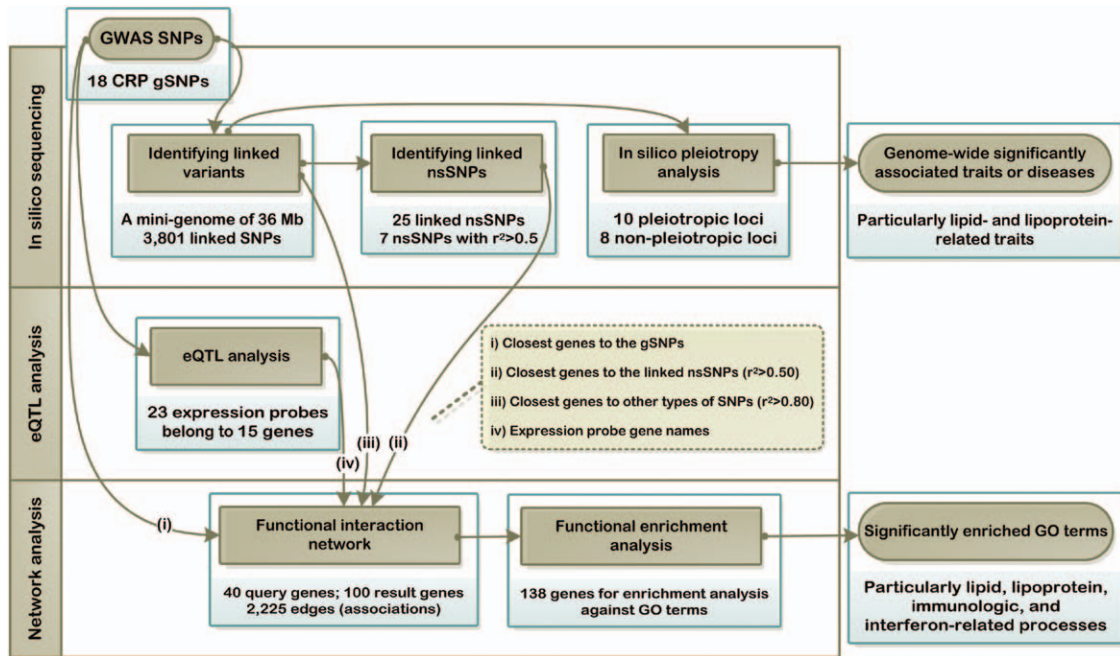 GWAS SNPs
18 CRP gSNPs
In silico sequencing
Identifying linked
variants
A mini-genome of 36 Mb
3,801 linked SNPs
Identifying linked
nsSNPs
25 linked nsSNPs
7 nsSNPs with r²>0.5
In silico pleiotropy
analysis
10 pleiotropic loci
8 non-pleiotropic loci
Genome-wide significantly
associated traits or diseases
Particularly lipid- and lipoprotein-
related traits
eQTL analysis
eQTL analysis
23 expression probes
belong to 15 genes
i) Closest genes to the gSNPs
ii) Closest genes to the linked nsSNPs (r²>0.50)
iii) Closest genes to other types of SNPs (r²>0.80)
iv) Expression probe gene names
(iv)
(iii)
(ii)
(i)
Network analysis
Functional interaction
network
40 query genes; 100 result genes
2,225 edges (associations)
Functional enrichment
analysis
138 genes for enrichment analysis
against GO terms
Significantly enriched GO terms
Particularly lipid, lipoprotein,
immunologic, and
interferon-related processes